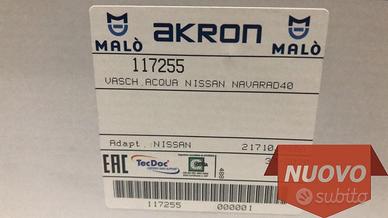 MALÒ akron MALÒ
117255
VASCH.ACQUA NISSAN NAVARAD40
Adapt.:NISSAN 21710
EAC TecDoc
117255 000001
NUOVO
subito